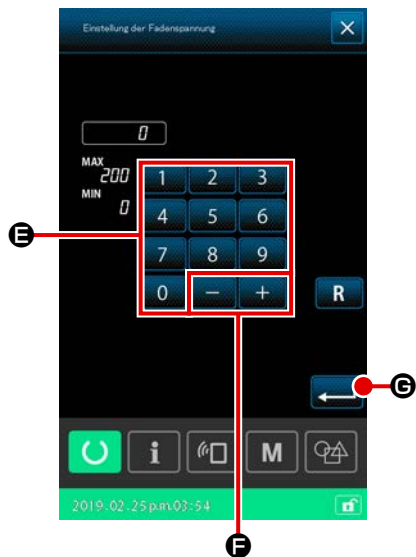 Einstellung der Fadenspannung
0
MAX
200
MIN
0
1 2 3
4 5 6
7 8 9
0 − +
R
E
G
i M
2019.02.25 p.m.03:54
F